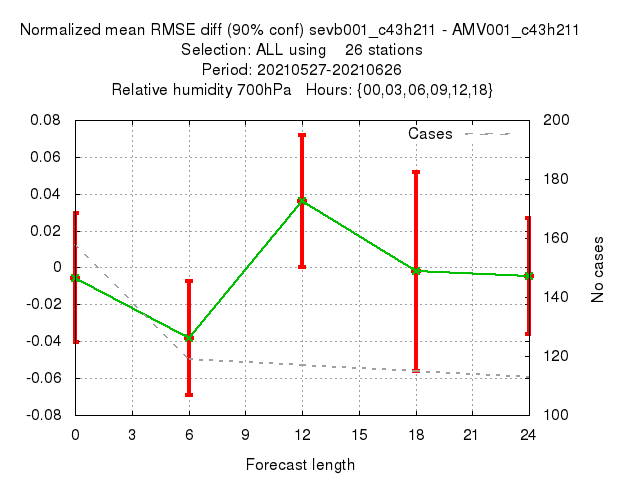 Normalized mean RMSE diff (90% conf) sevb001_c43h211 - AMV001_c43h211
Selection: ALL using    26 stations
Period: 20210527-20210626
Relative humidity 700hPa   Hours: {00,03,06,09,12,18}
Cases
0.08
0.06
0.04
0.02
0
-0.02
-0.04
-0.06
-0.08
200
180
160
140
120
100
No cases
0 3 6 9 12 15 18 21 24
Forecast length